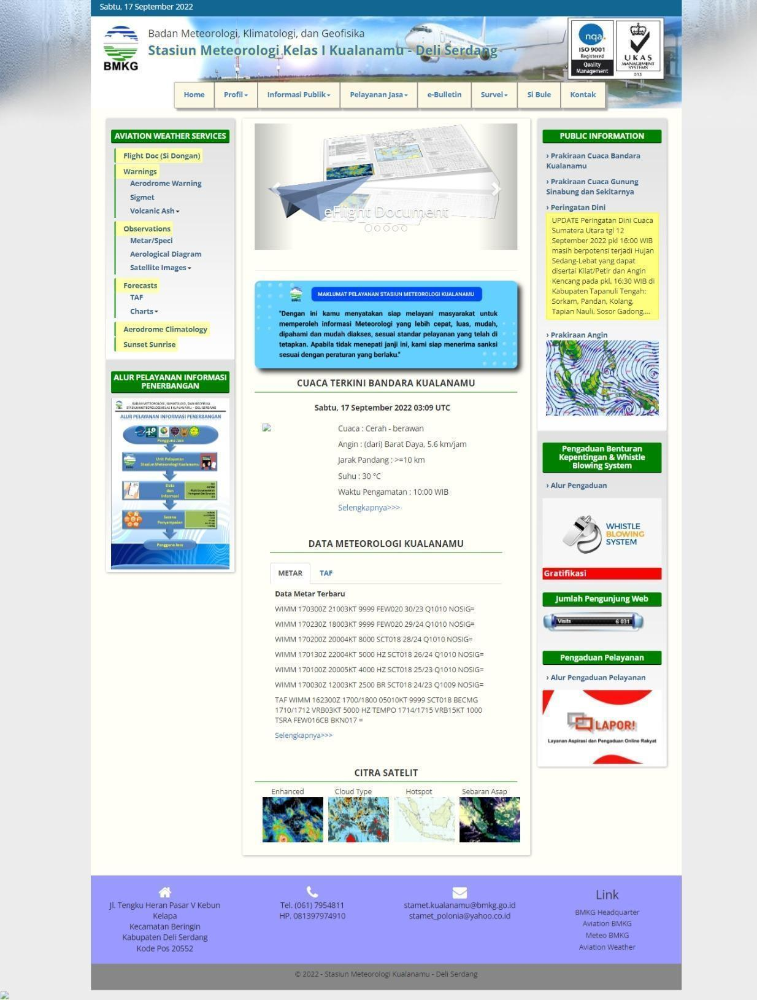 Sabtu, 17 September 2022
BMKG
Badan Meteorologi, Klimatologi, dan Geofisika
Stasiun Meteorologi Kelas I Kualanamu - Deli Serdang
nqa.
ISO 9001
Registered
Quality
Management
UKAS
MANAGEMENT
SYSTEMS
015
Home
Profil
Informasi Publik
Pelayanan Jasa
e-Bulletin
Survei
Si Bule
Kontak
AVIATION WEATHER SERVICES
Flight Doc (Si Dongan)
Warnings
Aerodrome Warning
Sigmet
Volcanic Ash
Observations
Metar/Speci
Aerological Diagram
Satellite Images
Forecasts
TAF
Charts
Aerodrome Climatology
Sunset Sunrise
ALUR PELAYANAN INFORMASI
PENERBANGAN
BADAN METEOROLOGI, KLIMATOLOGI, DAN GEOFISIKA
STASIUN METEOROLOGI KELAS I KUALANAMU – DELI SERDANG
ALUR PELAYANAN INFORMASI PENERBANGAN
Pengguna Jasa
Unit Pelayanan
Stasiun Meteorologi Kualanamu
Data
dan
Informasi
Sarana
Penyampaian
Pengguna Jasa
eFlight Document
BMKG
MAKLUMAT PELAYANAN STASIUN METEOROLOGI KUALANAMU
"Dengan ini kamu menyatakan siap melayani masyarakat untuk
memperoleh informasi Meteorologi yang lebih cepat, luas, mudah,
dipahami dan mudah diakses, sesuai standar pelayanan yang telah di
tetapkan. Apabila tidak menepati janji ini, kami siap menerima sanksi
sesuai dengan peraturan yang berlaku."
CUACA TERKINI BANDARA KUALANAMU
Sabtu, 17 September 2022 03:09 UTC
Cuaca : Cerah - berawan
Angin : (dari) Barat Daya, 5.6 km/jam
Jarak Pandang : >=10 km
Suhu : 30 °C
Waktu Pengamatan : 10:00 WIB
Selengkapnya>>>
DATA METEOROLOGI KUALANAMU
METAR
TAF
Data Metar Terbaru
WIMM 170300Z 21003KT 9999 FEW020 30/23 Q1010 NOSIG=
WIMM 170230Z 18003KT 9999 FEW020 29/24 Q1010 NOSIG=
WIMM 170200Z 20004KT 8000 SCT018 28/24 Q1010 NOSIG=
WIMM 170130Z 22004KT 5000 HZ SCT018 26/24 Q1010 NOSIG=
WIMM 170100Z 20005KT 4000 HZ SCT018 25/23 Q1010 NOSIG=
WIMM 170030Z 12003KT 2500 BR SCT018 24/23 Q1009 NOSIG=
TAF WIMM 162300Z 1700/1800 05010KT 9999 SCT018 BECMG
1710/1712 VRB03KT 5000 HZ TEMPO 1714/1715 VRB15KT 1000
TSRA FEW016CB BKN017 =
Selengkapnya>>>
CITRA SATELIT
Enhanced
Cloud Type
Hotspot
Sebaran Asap
PUBLIC INFORMATION
› Prakiraan Cuaca Bandara
Kualanamu
› Prakiraan Cuaca Gunung
Sinabung dan Sekitarnya
› Peringatan Dini
UPDATE Peringatan Dini Cuaca
Sumatera Utara tgl 12
September 2022 pkl 16:00 WIB
masih berpotensi terjadi Hujan
Sedang-Lebat yang dapat
disertai Kilat/Petir dan Angin
Kencang pada pkl. 16:30 WIB di
Kabupaten Tapanuli Tengah:
Sorkam, Pandan, Kolang,
Tapian Nauli, Sosor Gadong,...
› Prakiraan Angin
Pengaduan Benturan
Kepentingan & Whistle
Blowing System
› Alur Pengaduan
WHISTLE
BLOWING
SYSTEM
Gratifikasi
Jumlah Pengunjung Web
Visits 6 031
Pengaduan Pelayanan
› Alur Pengaduan Pelayanan
LAPOR!
Layanan Aspirasi dan Pengaduan Online Rakyat
Jl. Tengku Heran Pasar V Kebun
Kelapa
Kecamatan Beringin
Kabupaten Deli Serdang
Kode Pos 20552
Tel. (061) 7954811
HP. 081397974910
stamet.kualanamu@bmkg.go.id
stamet_polonia@yahoo.co.id
Link
BMKG Headquarter
Aviation BMKG
Meteo BMKG
Aviation Weather
© 2022 - Stasiun Meteorologi Kualanamu - Deli Serdang